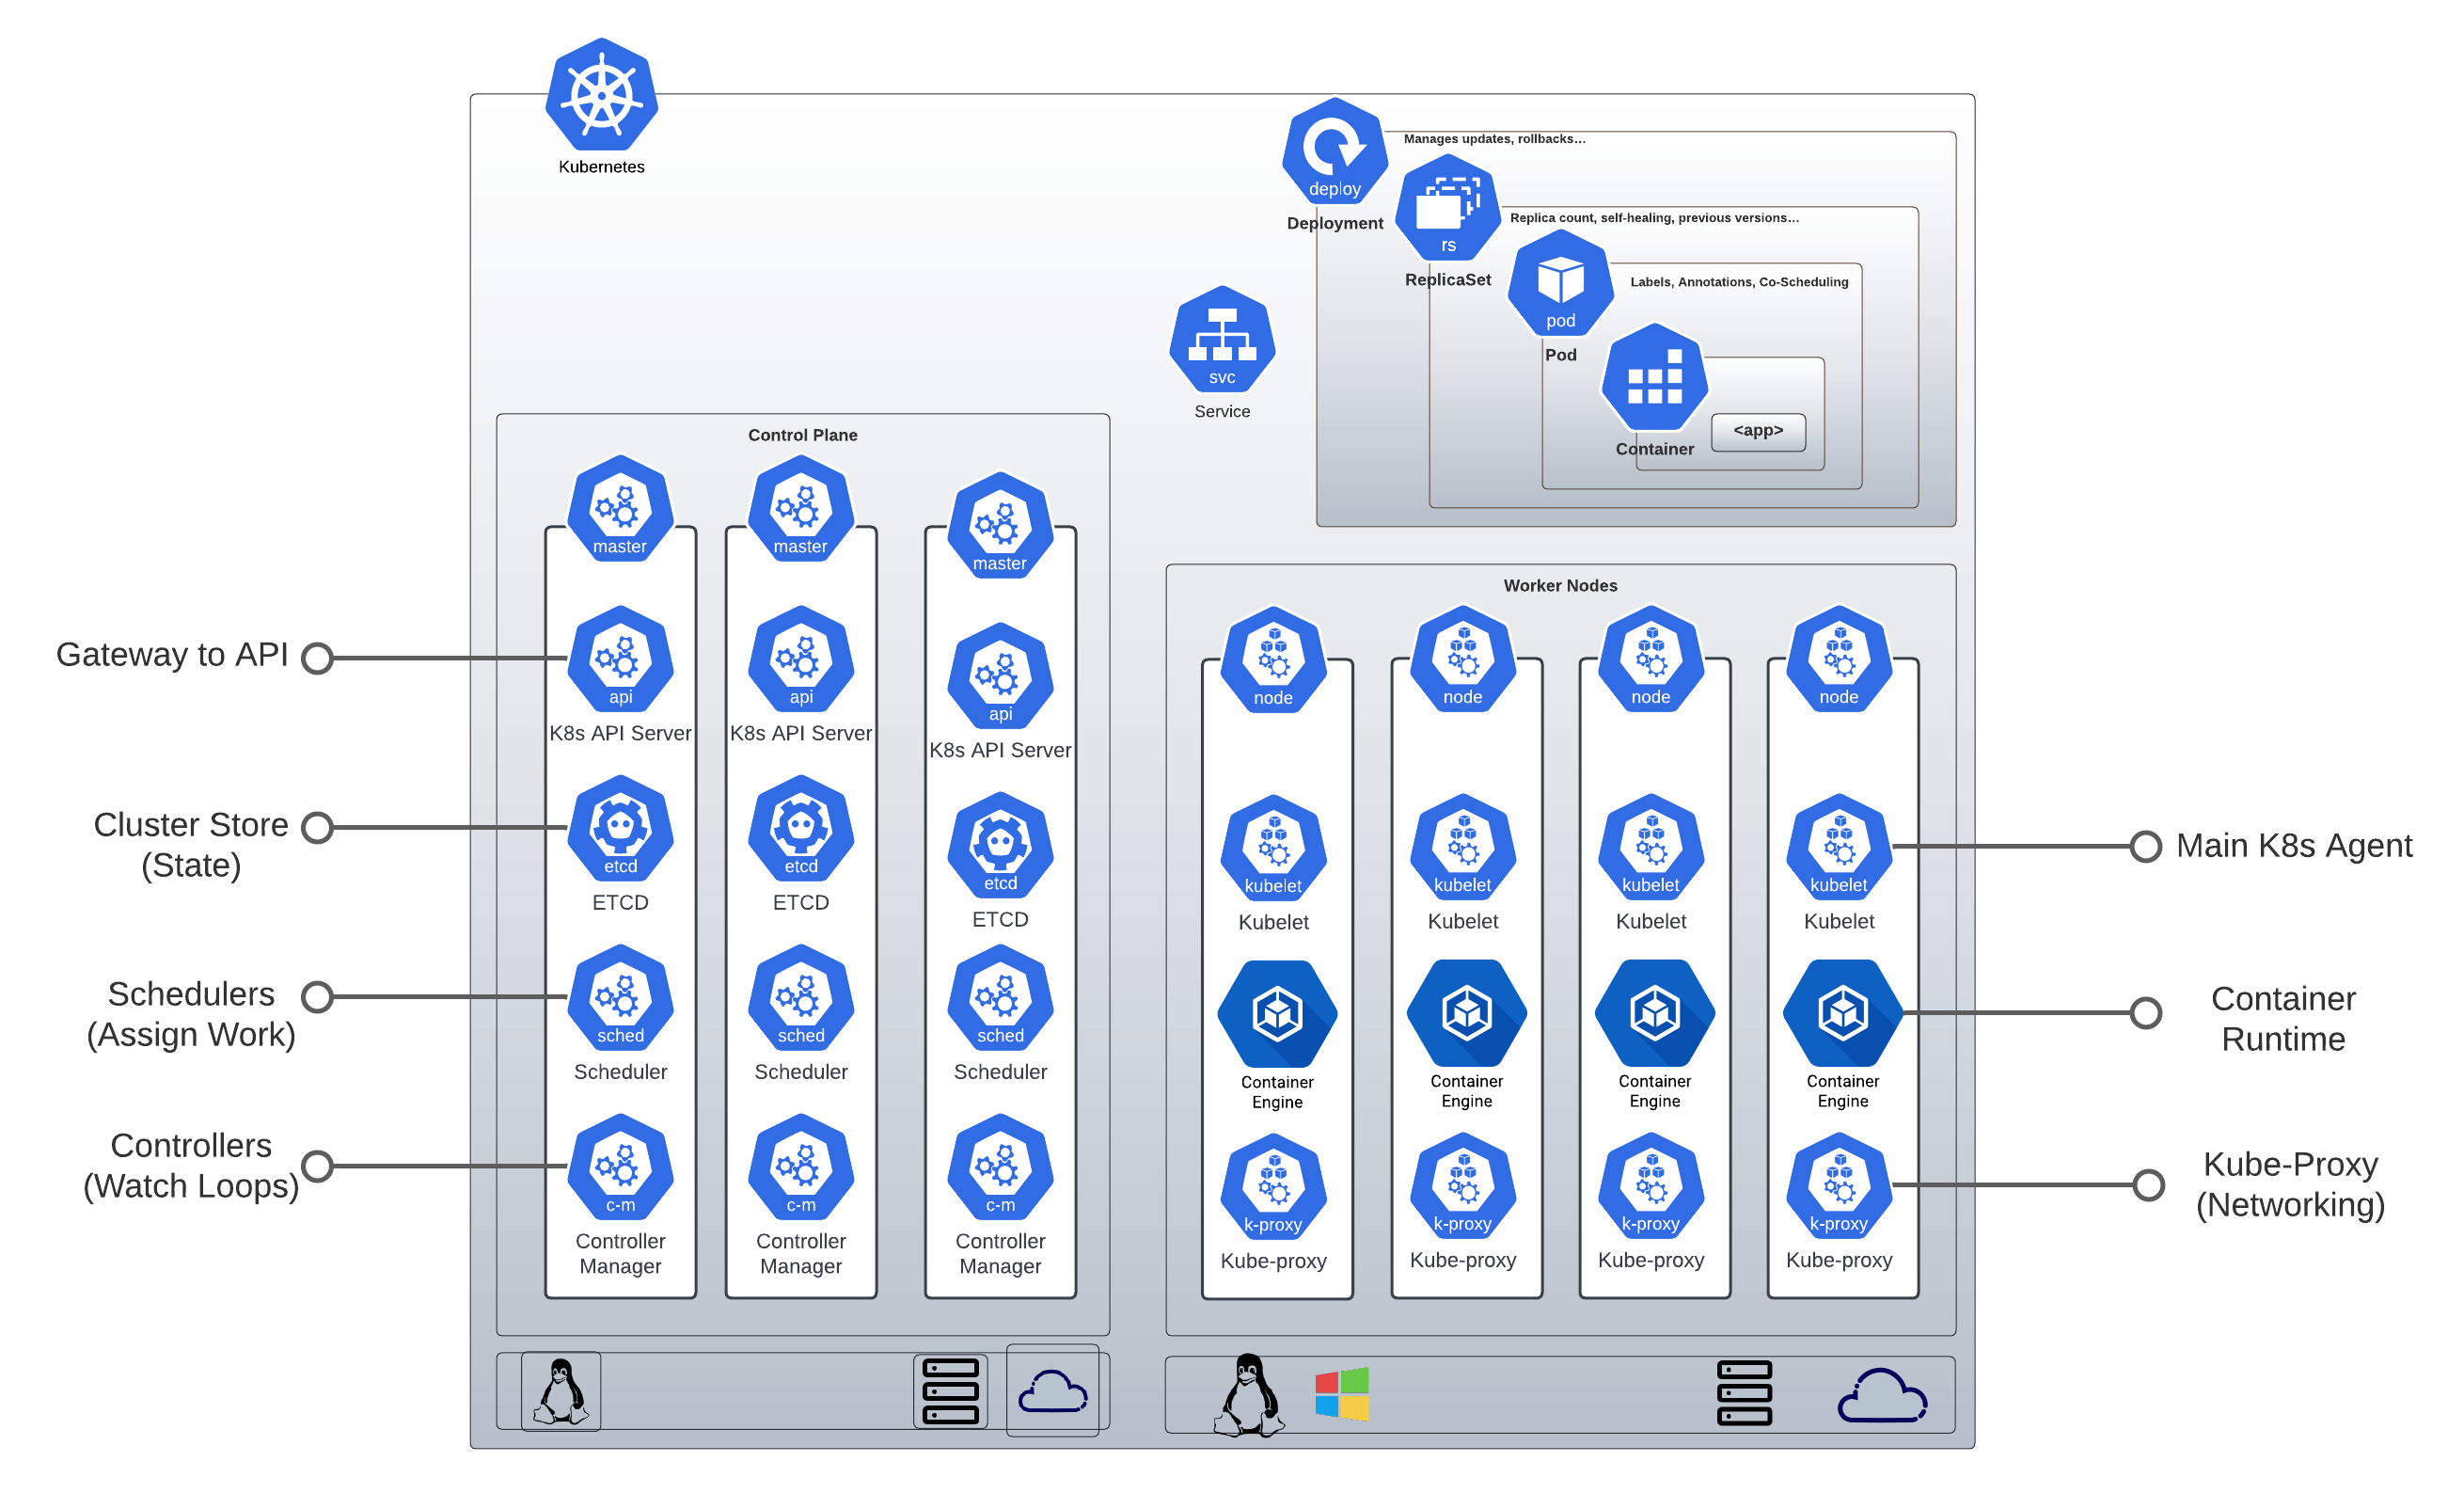 Kubernetes
Manages updates, rollbacks...
deploy
Deployment
Replica count, self-healing, previous versions...
rs
ReplicaSet
Labels, Annotations, Co-Scheduling
pod
Pod
Container
<app>
svc
Service
Control Plane
master
master
master
api
K8s API Server
api
K8s API Server
api
K8s API Server
etcd
ETCD
etcd
ETCD
etcd
ETCD
sched
Scheduler
sched
Scheduler
sched
Scheduler
c-m
Controller
Manager
c-m
Controller
Manager
c-m
Controller
Manager
Gateway to API
Cluster Store
(State)
Schedulers
(Assign Work)
Controllers
(Watch Loops)
Worker Nodes
node
node
node
node
kubelet
Kubelet
kubelet
Kubelet
kubelet
Kubelet
kubelet
Kubelet
Container
Engine
Container
Engine
Container
Engine
Container
Engine
k-proxy
Kube-proxy
k-proxy
Kube-proxy
k-proxy
Kube-proxy
k-proxy
Kube-proxy
Main K8s Agent
Container
Runtime
Kube-Proxy
(Networking)